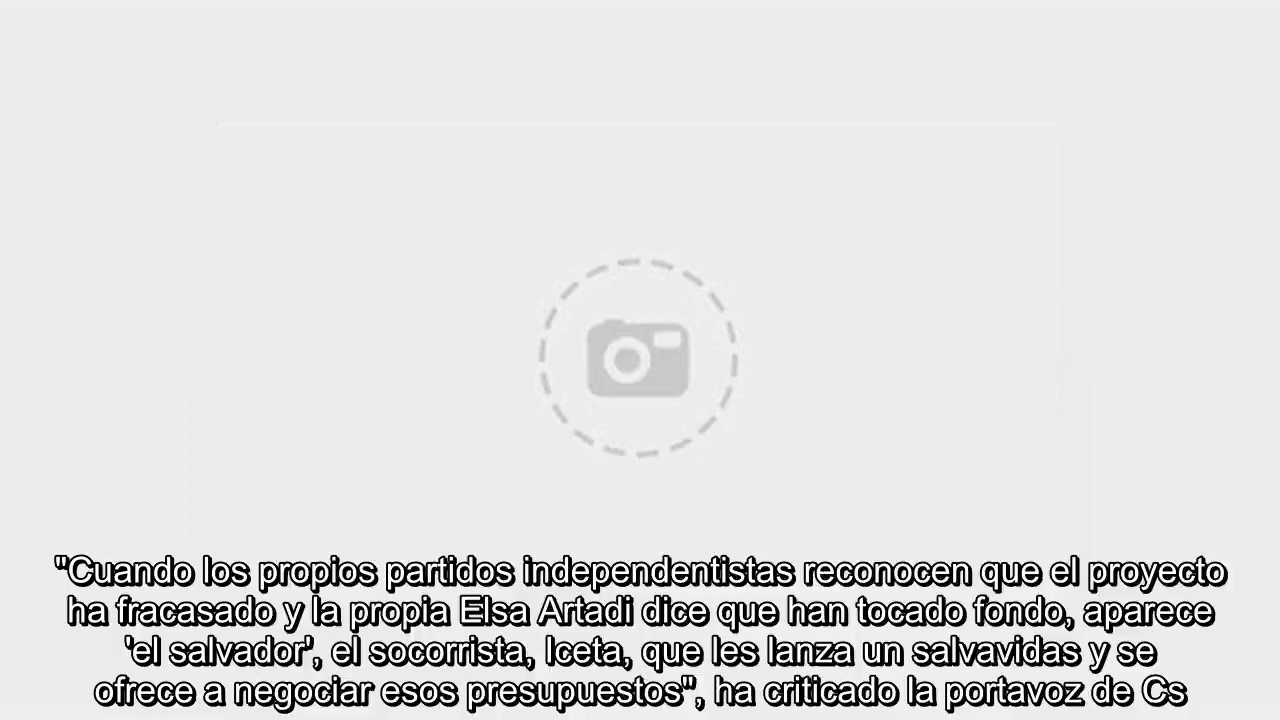 "Cuando los propios partidos independentistas reconocen que el proyecto
ha fracasado y la propia Elsa Artadi dice que han tocado fondo, aparece
'el salvador', el socorrista, Iceta, que les lanza un salvavidas y se
ofrece a negociar esos presupuestos", ha criticado la portavoz de Cs